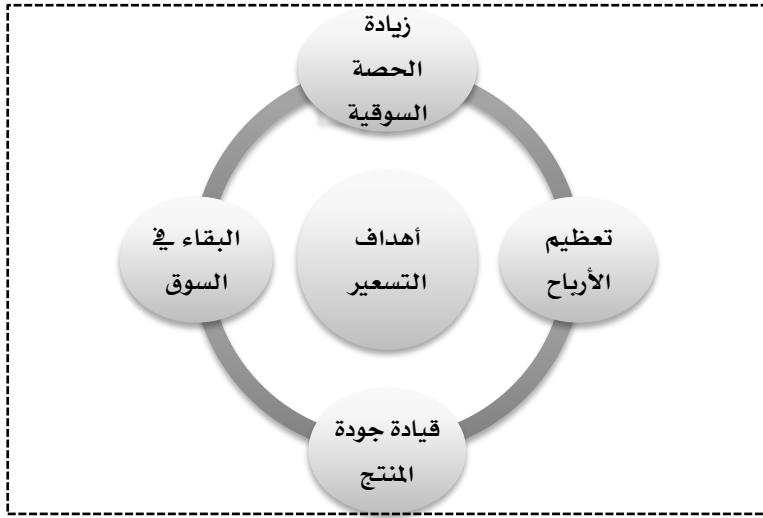 زيادة
الحصة
السوقية
تعظيم
الأرباح
أهداف
التسعير
البقاء في
السوق
قيادة جودة
المنتج